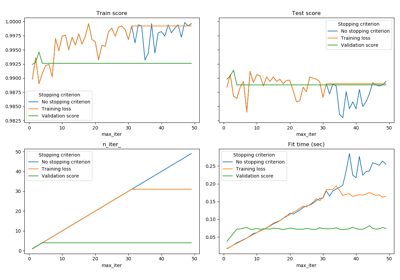 Train score
1.0000
0.9975
0.9950
0.9925
0.9900
0.9875
0.9850
0.9825
Stopping criterion
No stopping criterion
Training loss
Validation score
0 10 20 30 40 50
max_iter
Test score
Stopping criterion
No stopping criterion
Training loss
Validation score
0 10 20 30 40 50
max_iter
n_iter_
50
40
30
20
10
0
Stopping criterion
No stopping criterion
Training loss
Validation score
0 10 20 30 40 50
max_iter
Fit time (sec)
0.25
0.20
0.15
0.10
0.05
Stopping criterion
No stopping criterion
Training loss
Validation score
0 10 20 30 40 50
max_iter